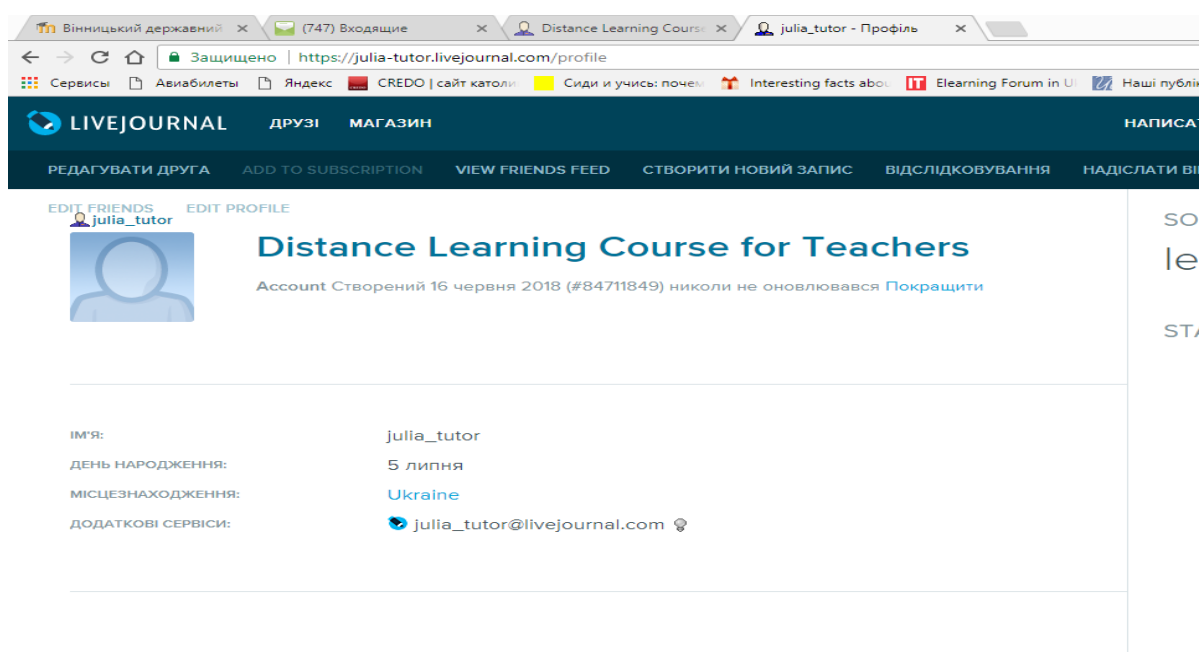 Вінницький державний
(747) Входящие
Distance Learning Course
julia_tutor - Профіль
Защищено | https://julia-tutor.livejournal.com/profile
Сервисы Авиабилеты Яндекс CREDO | сайт католи Сиди и учись: почем Interesting facts abou Elearning Forum in U Наші публік
LIVEJOURNAL ДРУЗІ МАГАЗИН НАПИСАТ
РЕДАГУВАТИ ДРУГА ADD TO SUBSCRIPTION VIEW FRIENDS FEED СТВОРИТИ НОВИЙ ЗАПИС ВІДСЛІДКОВУВАННЯ НАДІСЛАТИ ВІ
EDIT FRIENDS EDIT PROFILE
julia_tutor
SO
Distance Learning Course for Teachers
le
Account Створений 16 червня 2018 (#84711849) николи не оновлювався Покращити
STA
ІМ'Я: julia_tutor
ДЕНЬ НАРОДЖЕННЯ: 5 липня
МІСЦЕЗНАХОДЖЕННЯ: Ukraine
ДОДАТКОВІ СЕРВІСИ: julia_tutor@livejournal.com